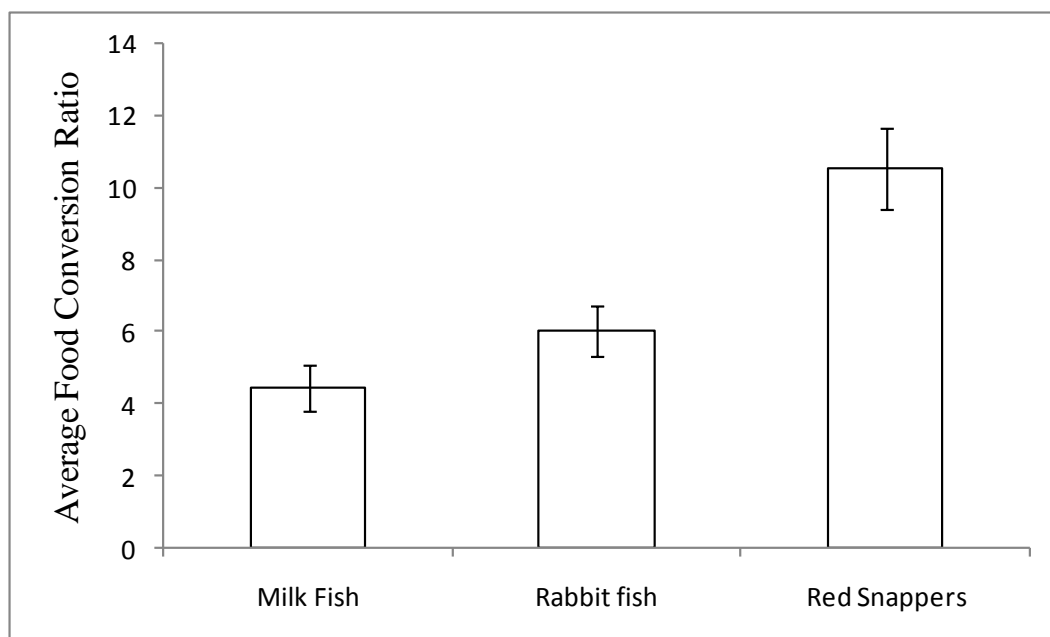 Average Food Conversion Ratio
14
12
10
8
6
4
2
0
Milk Fish
Rabbit fish
Red Snappers